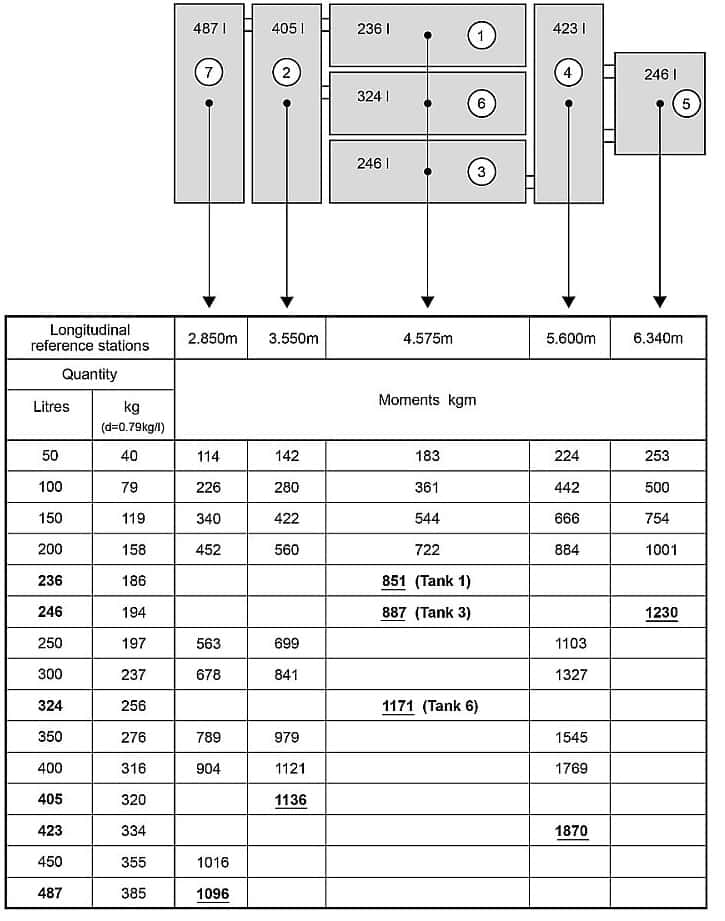 487 l 405 l 236 l 1 423 l
7 2 4 246 l
324 l 6 5
246 l 3
Longitudinal
reference stations 2.850m 3.550m 4.575m 5.600m 6.340m
Quantity
Moments kgm
Litres kg
(d=0.79kg/l)
50 40 114 142 183 224 253
100 79 226 280 361 442 500
150 119 340 422 544 666 754
200 158 452 560 722 884 1001
236 186 851 (Tank 1)
246 194 887 (Tank 3) 1230
250 197 563 699 1103
300 237 678 841 1327
324 256 1171 (Tank 6)
350 276 789 979 1545
400 316 904 1121 1769
405 320 1136
423 334 1870
450 355 1016
487 385 1096